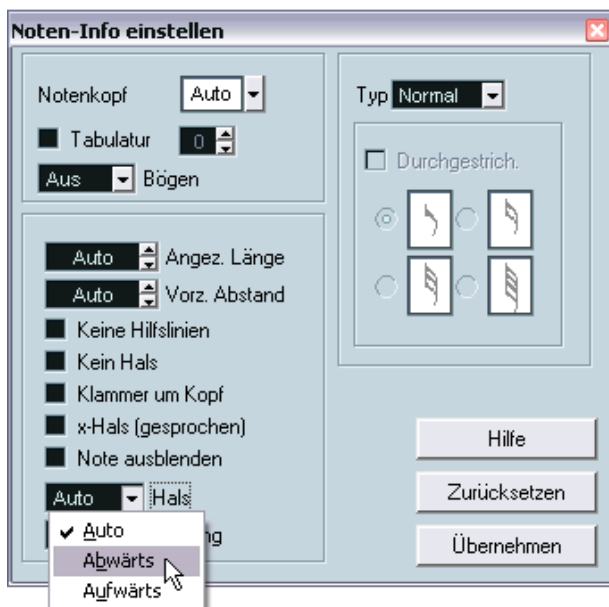 Noten-Info einstellen
Notenkopf Auto
Tabulatur 0
Aus Bögen
Auto Angez. Länge
Auto Vorz. Abstand
Keine Hilfslinien
Kein Hals
Klammer um Kopf
x-Hals (gesprochen)
Note ausblenden
Auto Hals
Auto
Abwärts
Aufwärts
Typ Normal
Durchgestrich.
Hilfe
Zurücksetzen
Übernehmen